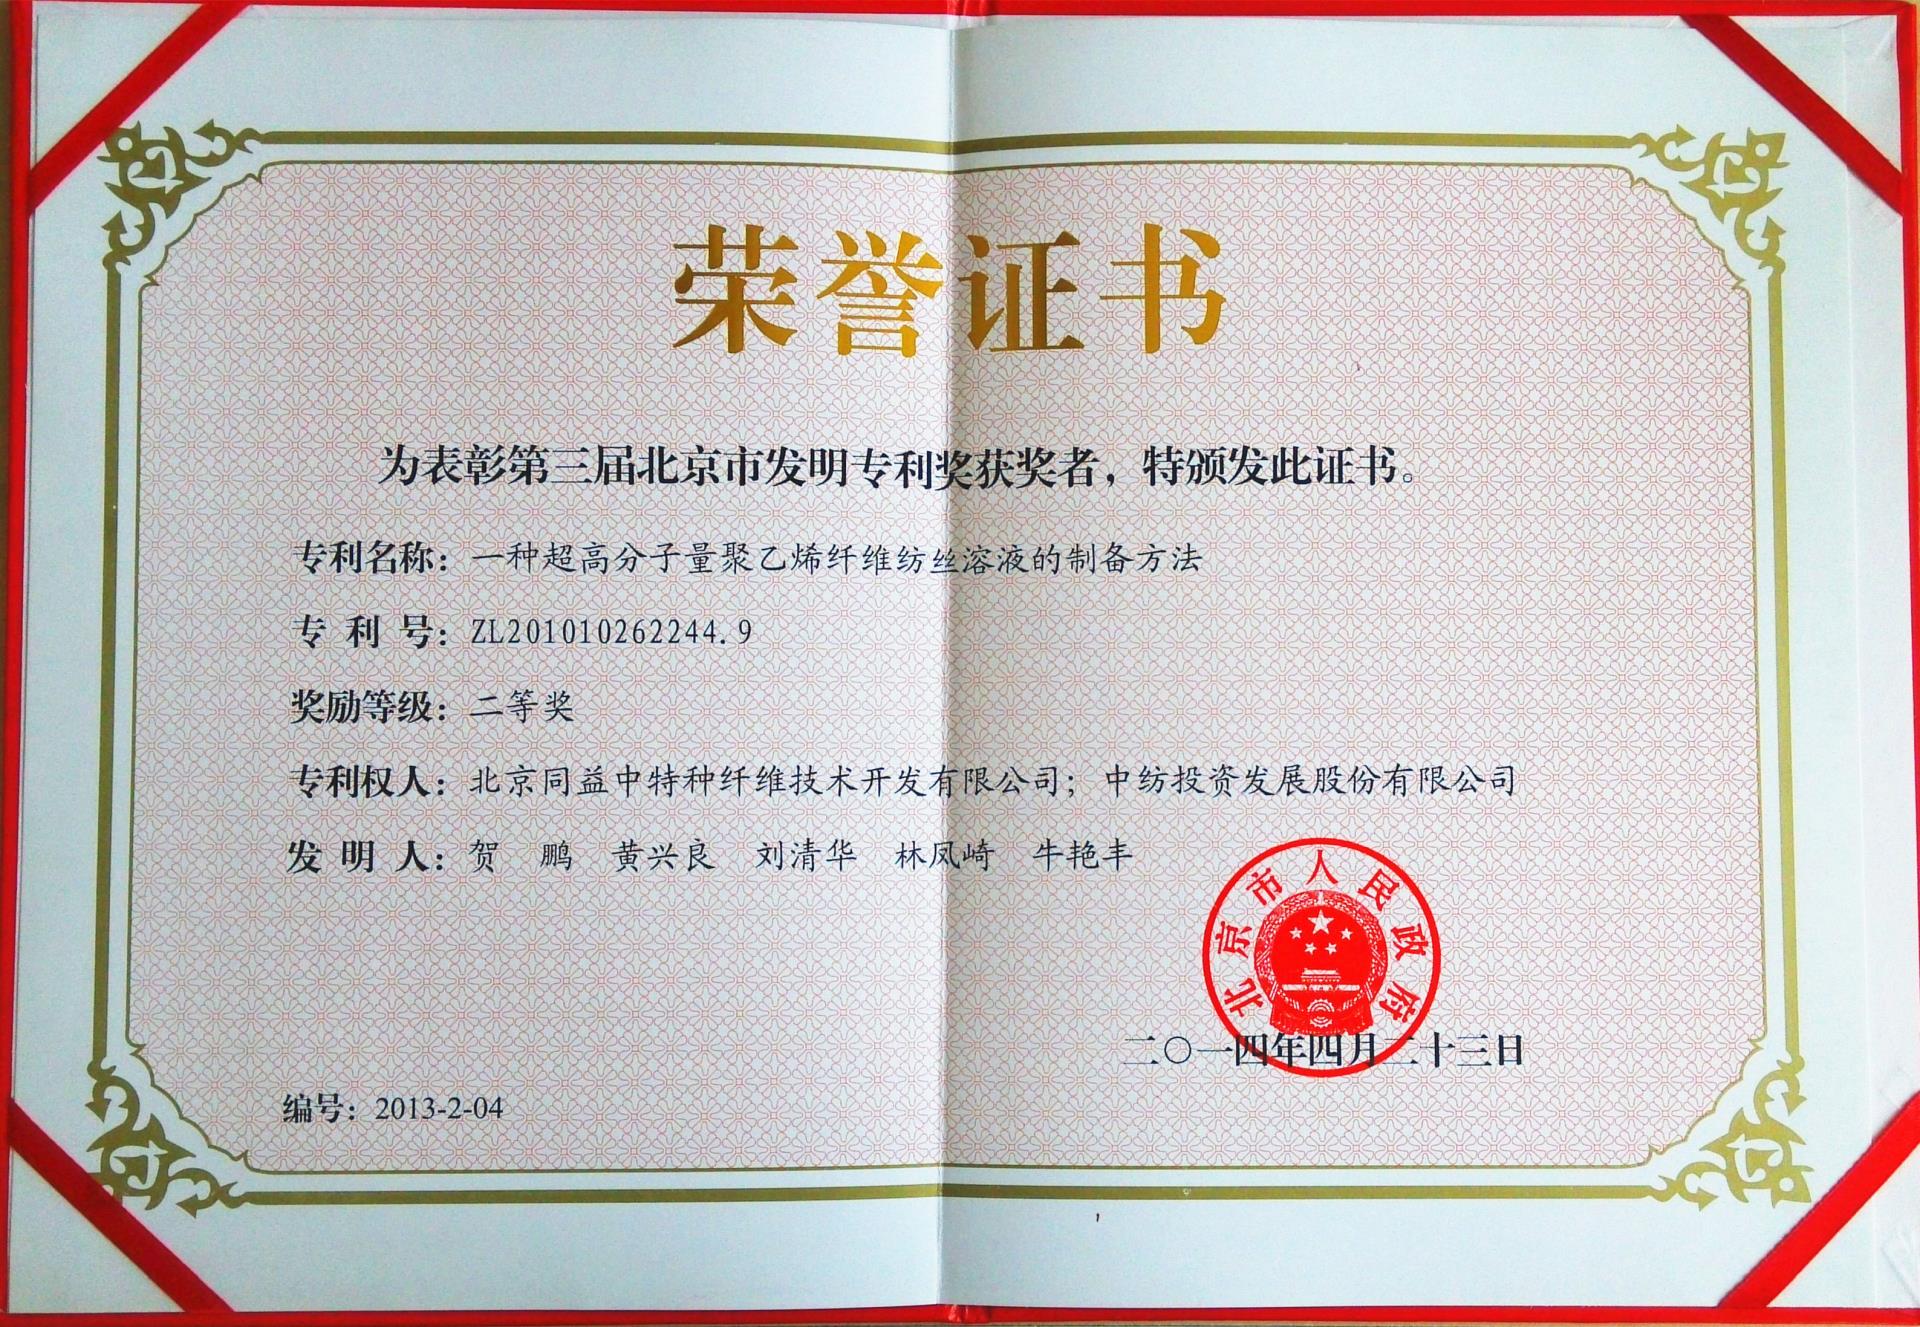 荣誉证书
为表彰第三届北京市发明专利奖获奖者，特颁发此证书。
专利名称：一种超高分子量聚乙烯纤维纺丝溶液的制备方法
专 利 号：ZL201010262244.9
奖励等级：二等奖
专利权人：北京同益中特种纤维技术开发有限公司；中纺投资发展股份有限公司
发 明 人：贺　鹏　黄兴良　刘清华　林凤崎　牛艳丰
北京市人民政府
二〇一四年四月二十三日
编号：2013-2-04